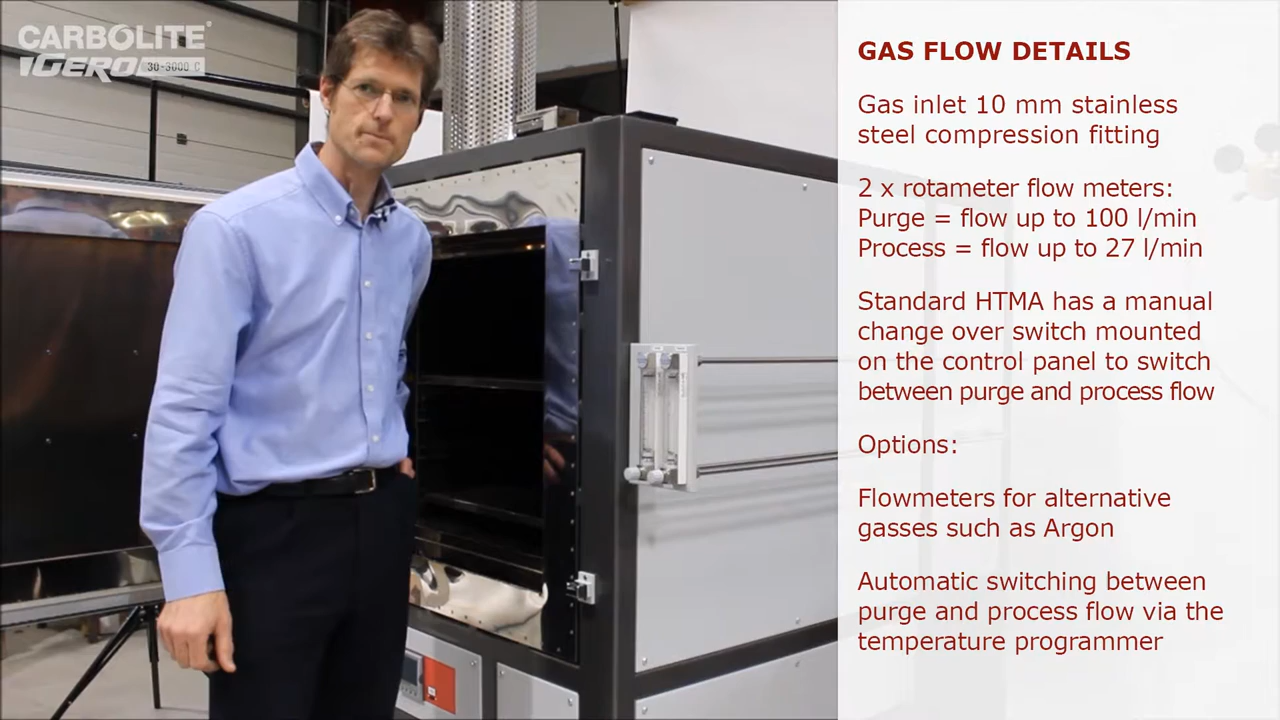 CARBOLITE
GERO 30-3000°C
GAS FLOW DETAILS
Gas inlet 10 mm stainless
steel compression fitting
2 x rotameter flow meters:
Purge = flow up to 100 l/min
Process = flow up to 27 l/min
Standard HTMA has a manual
change over switch mounted
on the control panel to switch
between purge and process flow
Options:
Flowmeters for alternative
gasses such as Argon
Automatic switching between
purge and process flow via the
temperature programmer